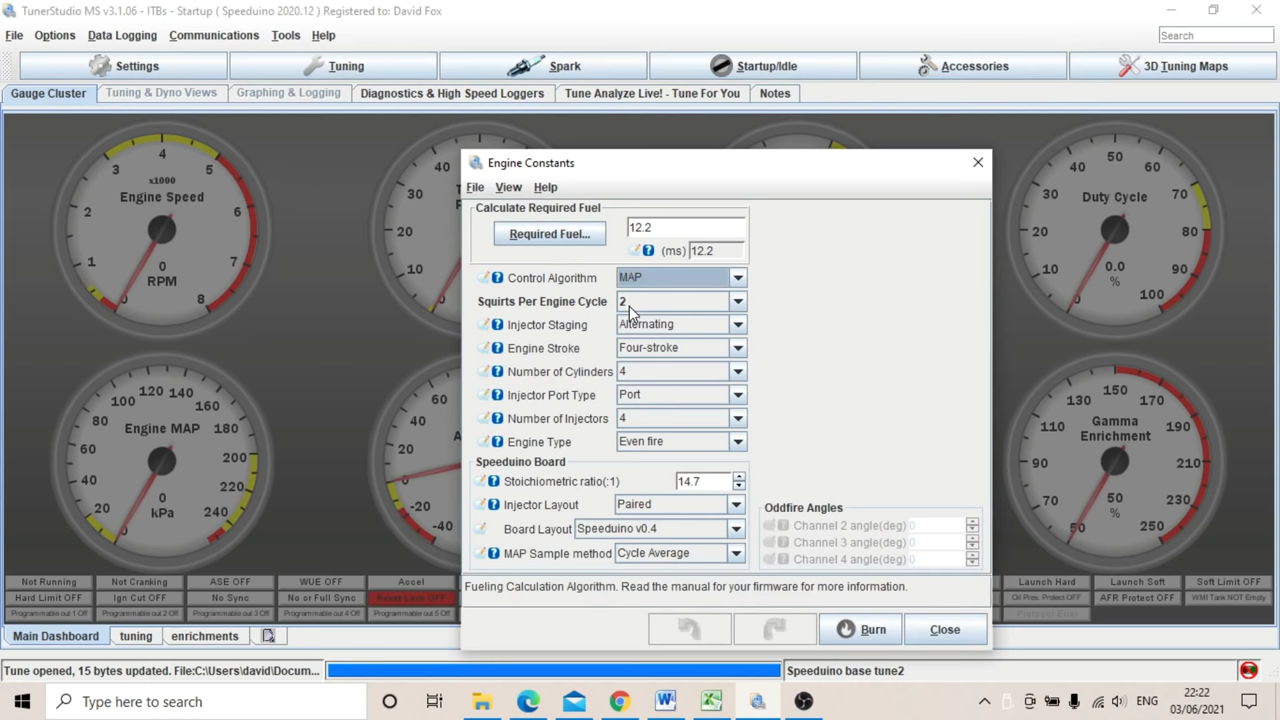 TunerStudio MS v3.1.06 - ITBs - Startup ( Speeduino 2020.12 ) Registered to: David Fox
File Options Data Logging Communications Tools Help Search
Settings Tuning Spark Startup/Idle Accessories 3D Tuning Maps
Gauge Cluster Tuning & Dyno Views Graphing & Logging Diagnostics & High Speed Loggers Tune Analyze Live! - Tune For You Notes
Engine Constants
File View Help
Calculate Required Fuel
12.2
Required Fuel...
(ms) 12.2
Control Algorithm MAP
Squirts Per Engine Cycle 2
Injector Staging Alternating
Engine Stroke Four-stroke
Number of Cylinders 4
Injector Port Type Port
Number of Injectors 4
Engine Type Even fire
Speeduino Board
Stoichiometric ratio(:1) 14.7
Injector Layout Paired
Board Layout Speeduino v0.4
MAP Sample method Cycle Average
Oddfire Angles
Channel 2 angle(deg) 0
Channel 3 angle(deg) 0
Channel 4 angle(deg) 0
Fueling Calculation Algorithm. Read the manual for your firmware for more information.
Burn Close
0 1 2 3 4 5 6 7 8
x1000
Engine Speed
0
RPM
10 20 30 40
0 10 20 30 40 50 60 70 80 90 100
Duty Cycle
0.0
%
0 20 40 60 80 100 120 140 160 180 200 220 240
Engine MAP
0
kPa
-40 -20 0 20 40 60
50 70 90 110 130 150 170 190 210 230 250
Gamma
Enrichment
50
%
Not Running Not Cranking ASE OFF WUE OFF Accel Launch Hard Launch Soft Soft Limit OFF
Hard Limit OFF Ign Cut OFF No Sync No or Full Sync Oil Pres. Protect OFF AFR Protect OFF WMI Tank NOT Empty
Programmable out 1 Off Programmable out 2 Off Programmable out 3 Off Programmable out 4 Off Programmable out 5 Off Protocol Error
Main Dashboard tuning enrichments
Tune opened, 15 bytes updated. File:C:\Users\david\Docum... Speeduino base tune2
Type here to search
ENG
22:22
03/06/2021